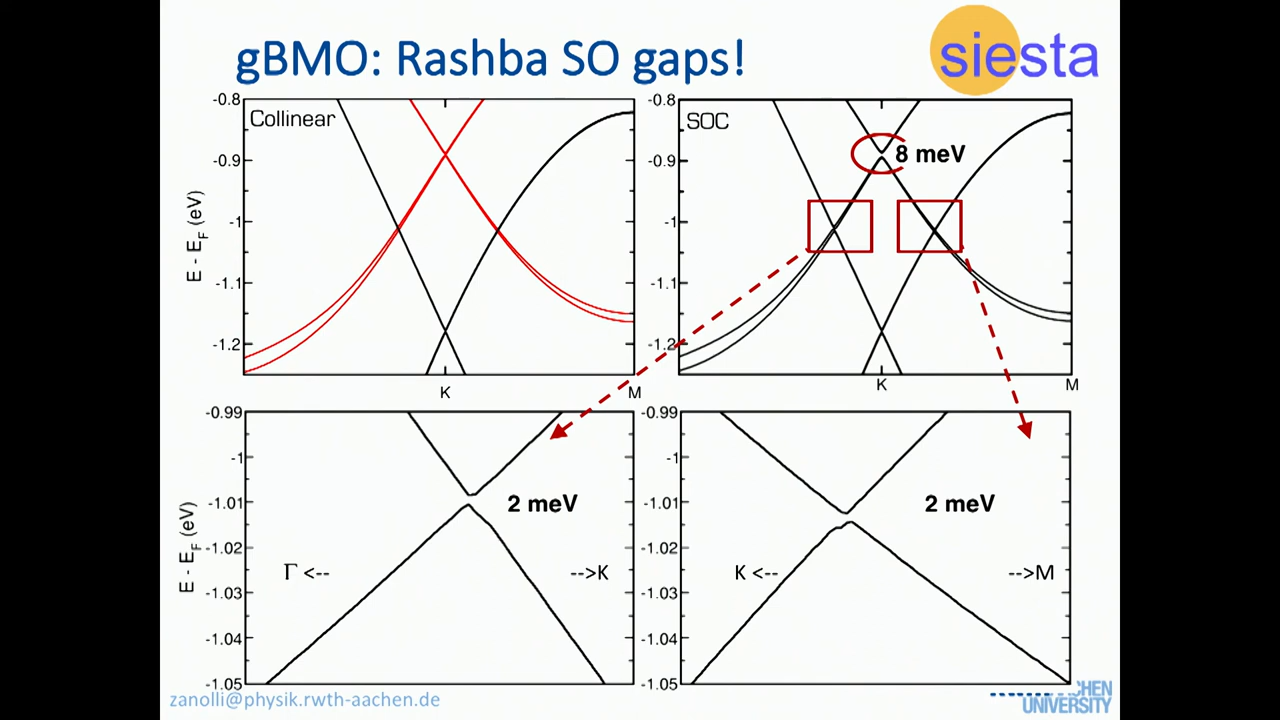 gBMO: Rashba SO gaps!
siesta
Collinear
-0.8
-0.9
-1
-1.1
-1.2
E - E_F (eV)
K
M
SOC
8 meV
-0.8
-0.9
-1
-1.1
-1.2
K
M
-0.99
-1
-1.01
-1.02
-1.03
-1.04
-1.05
E - E_F (eV)
2 meV
Γ <--
-->K
-0.99
-1
-1.01
-1.02
-1.03
-1.04
-1.05
2 meV
K <--
-->M
zanolli@physik.rwth-aachen.de
CHEN
UNIVERSITY